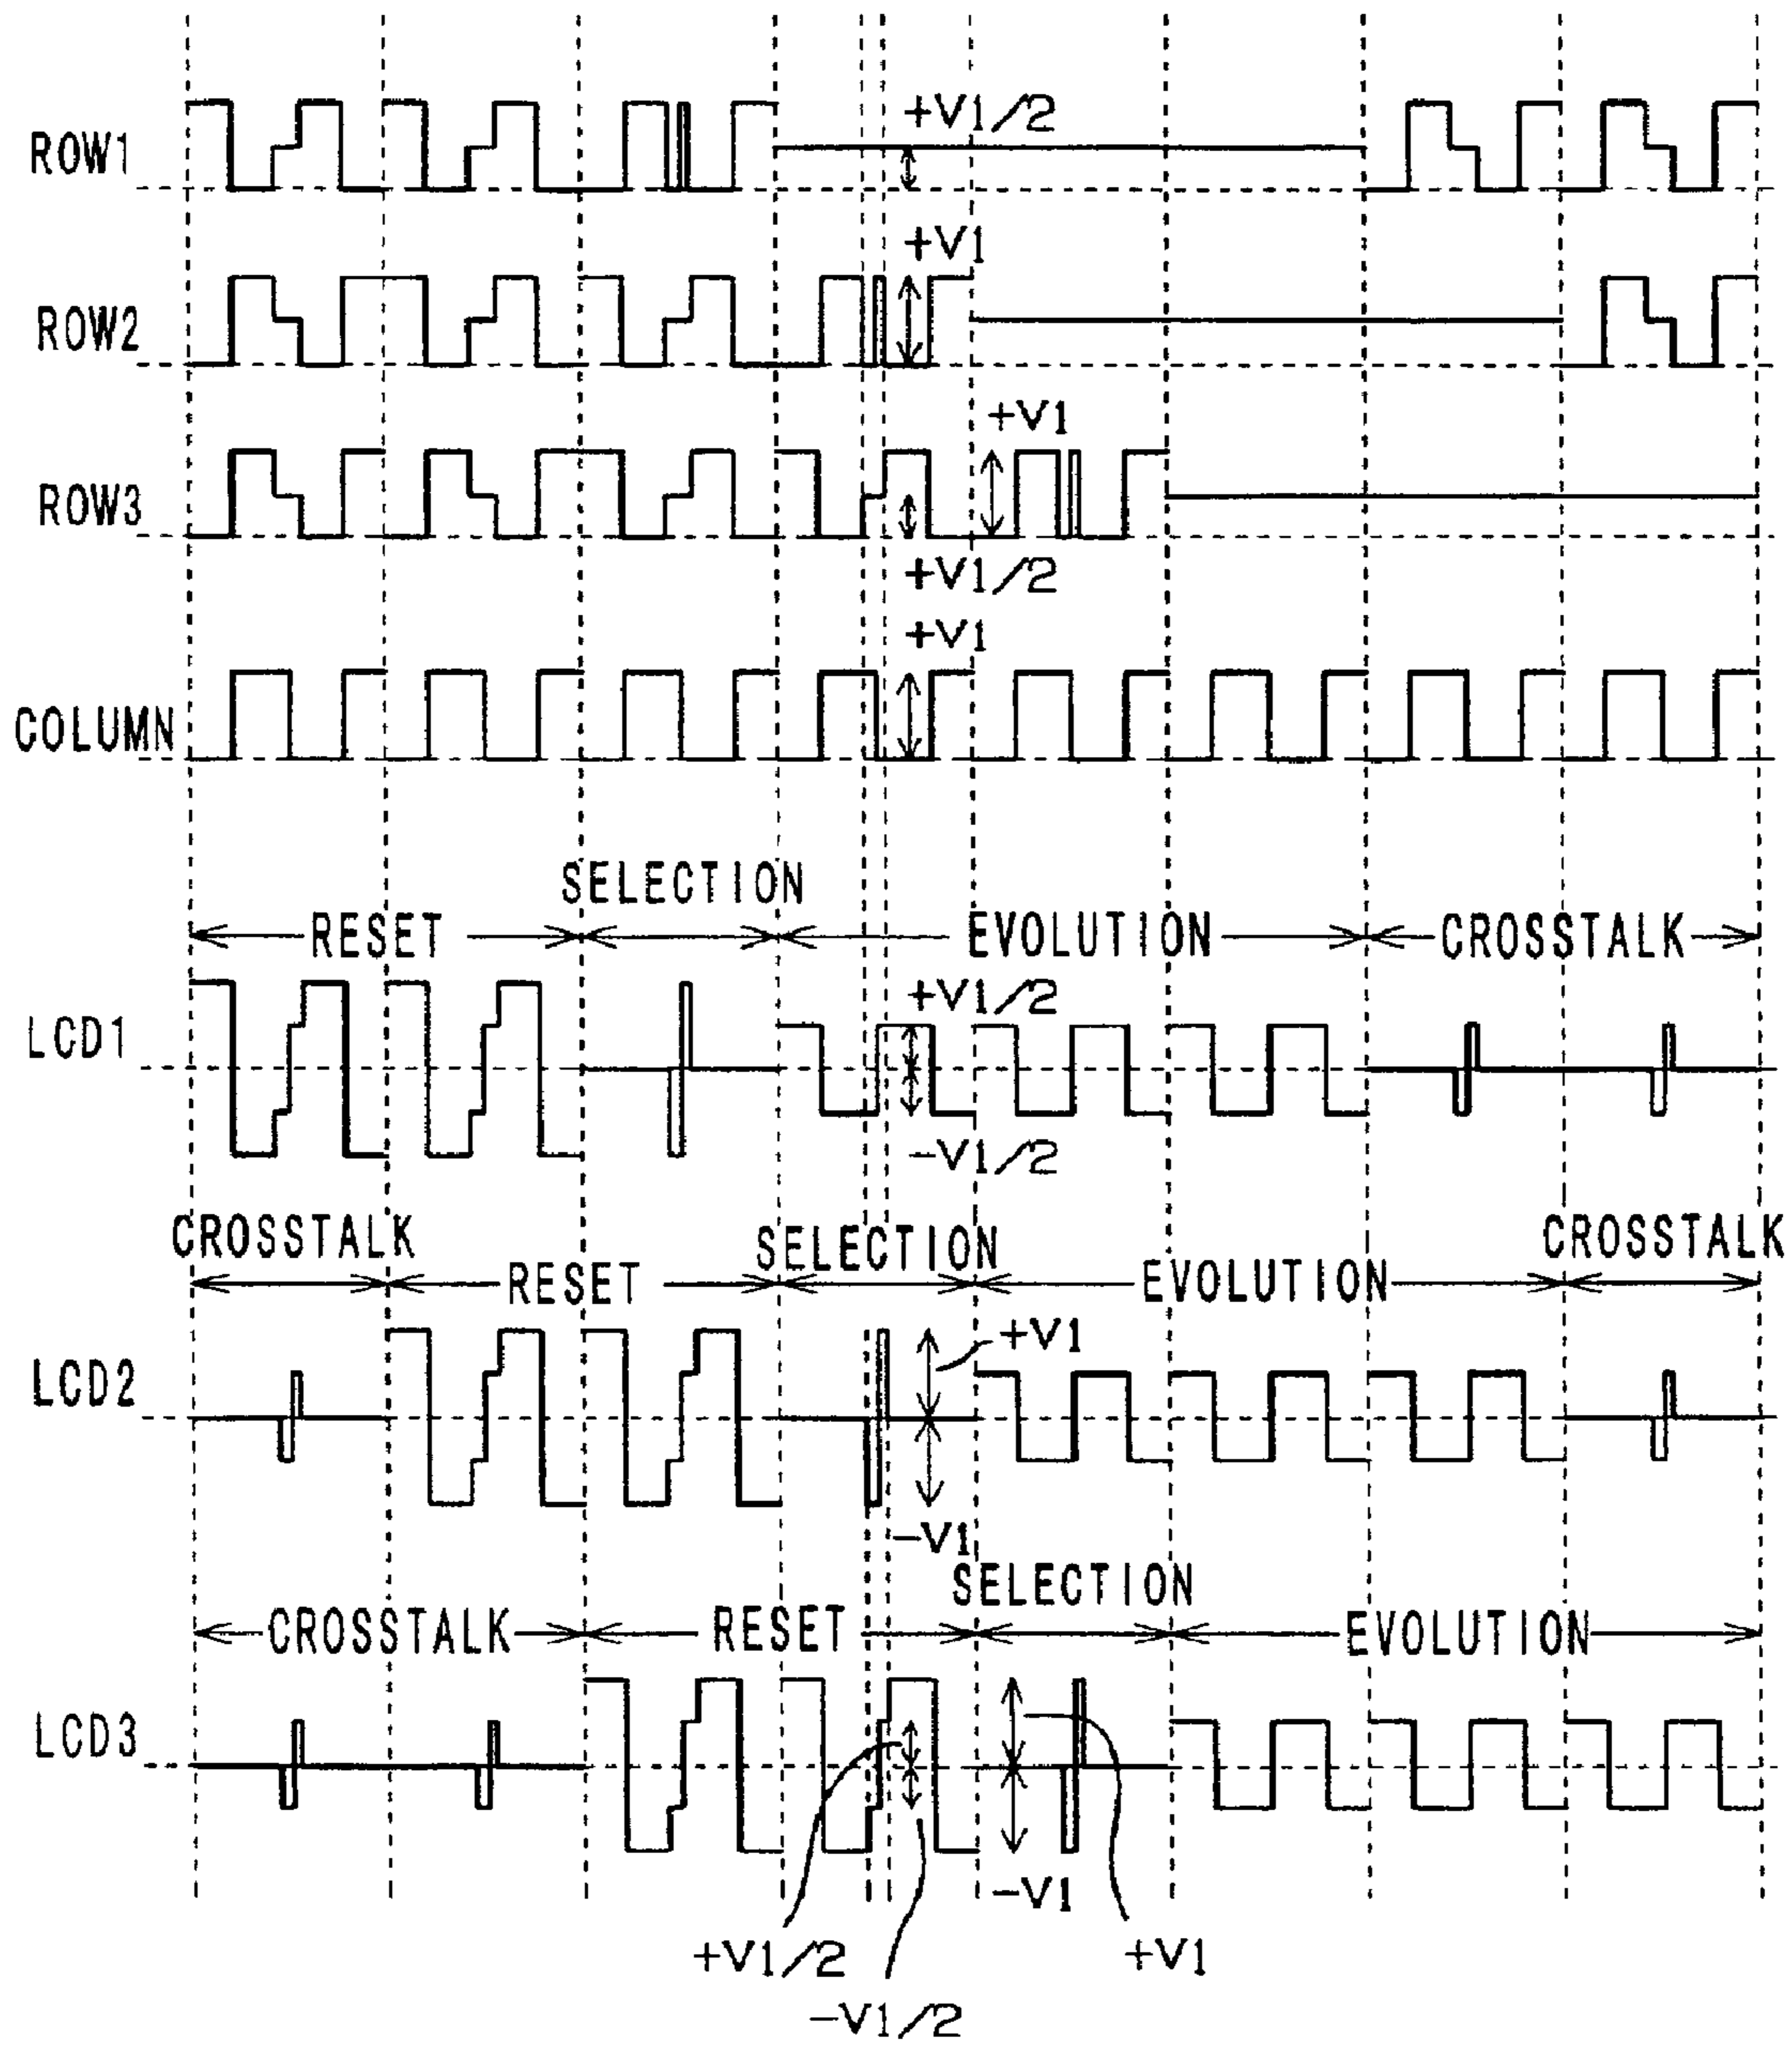 +V1/2
ROW1
+V1
ROW2
+V1
ROW3
+V1/2
+V1
COLUMN
SELECTION
RESET EVOLUTION CROSSTALK
+V1/2
LCD1
-V1/2
CROSSTALK SELECTION CROSSTALK
RESET EVOLUTION
+V1
LCD2
-V1
SELECTION
CROSSTALK RESET EVOLUTION
LCD3
-V1
+V1/2 +V1
-V1/2